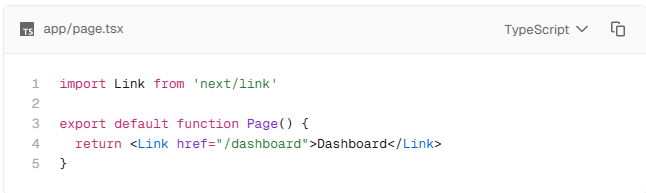 TS app/page.tsx TypeScript
1 import Link from 'next/link'
2
3 export default function Page() {
4   return <Link href="/dashboard">Dashboard</Link>
5 }